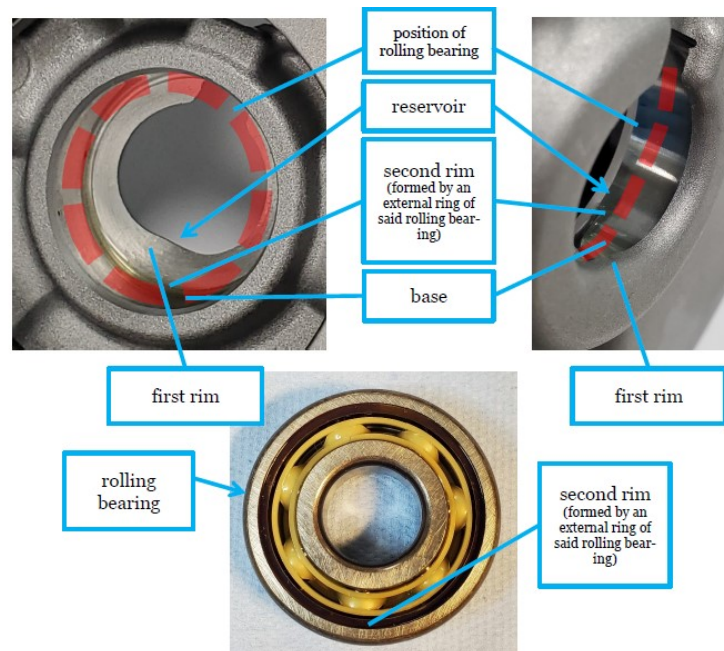 position of
rolling bearing
reservoir
second rim
(formed by an
external ring of
said rolling bear-
ing)
base
first rim
first rim
rolling
bearing
second rim
(formed by an
external ring of
said rolling bear-
ing)